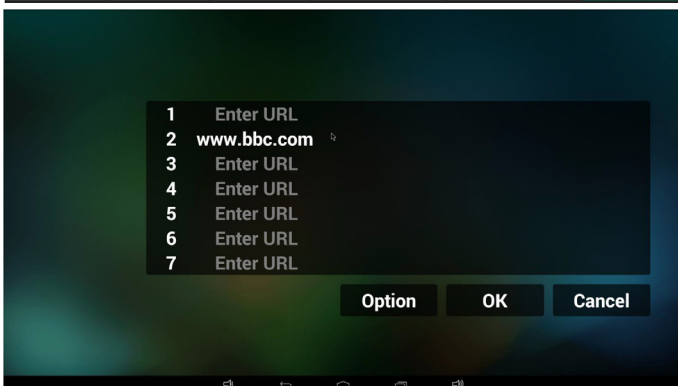 1 Enter URL
2 www.bbc.com
3 Enter URL
4 Enter URL
5 Enter URL
6 Enter URL
7 Enter URL
Option OK Cancel